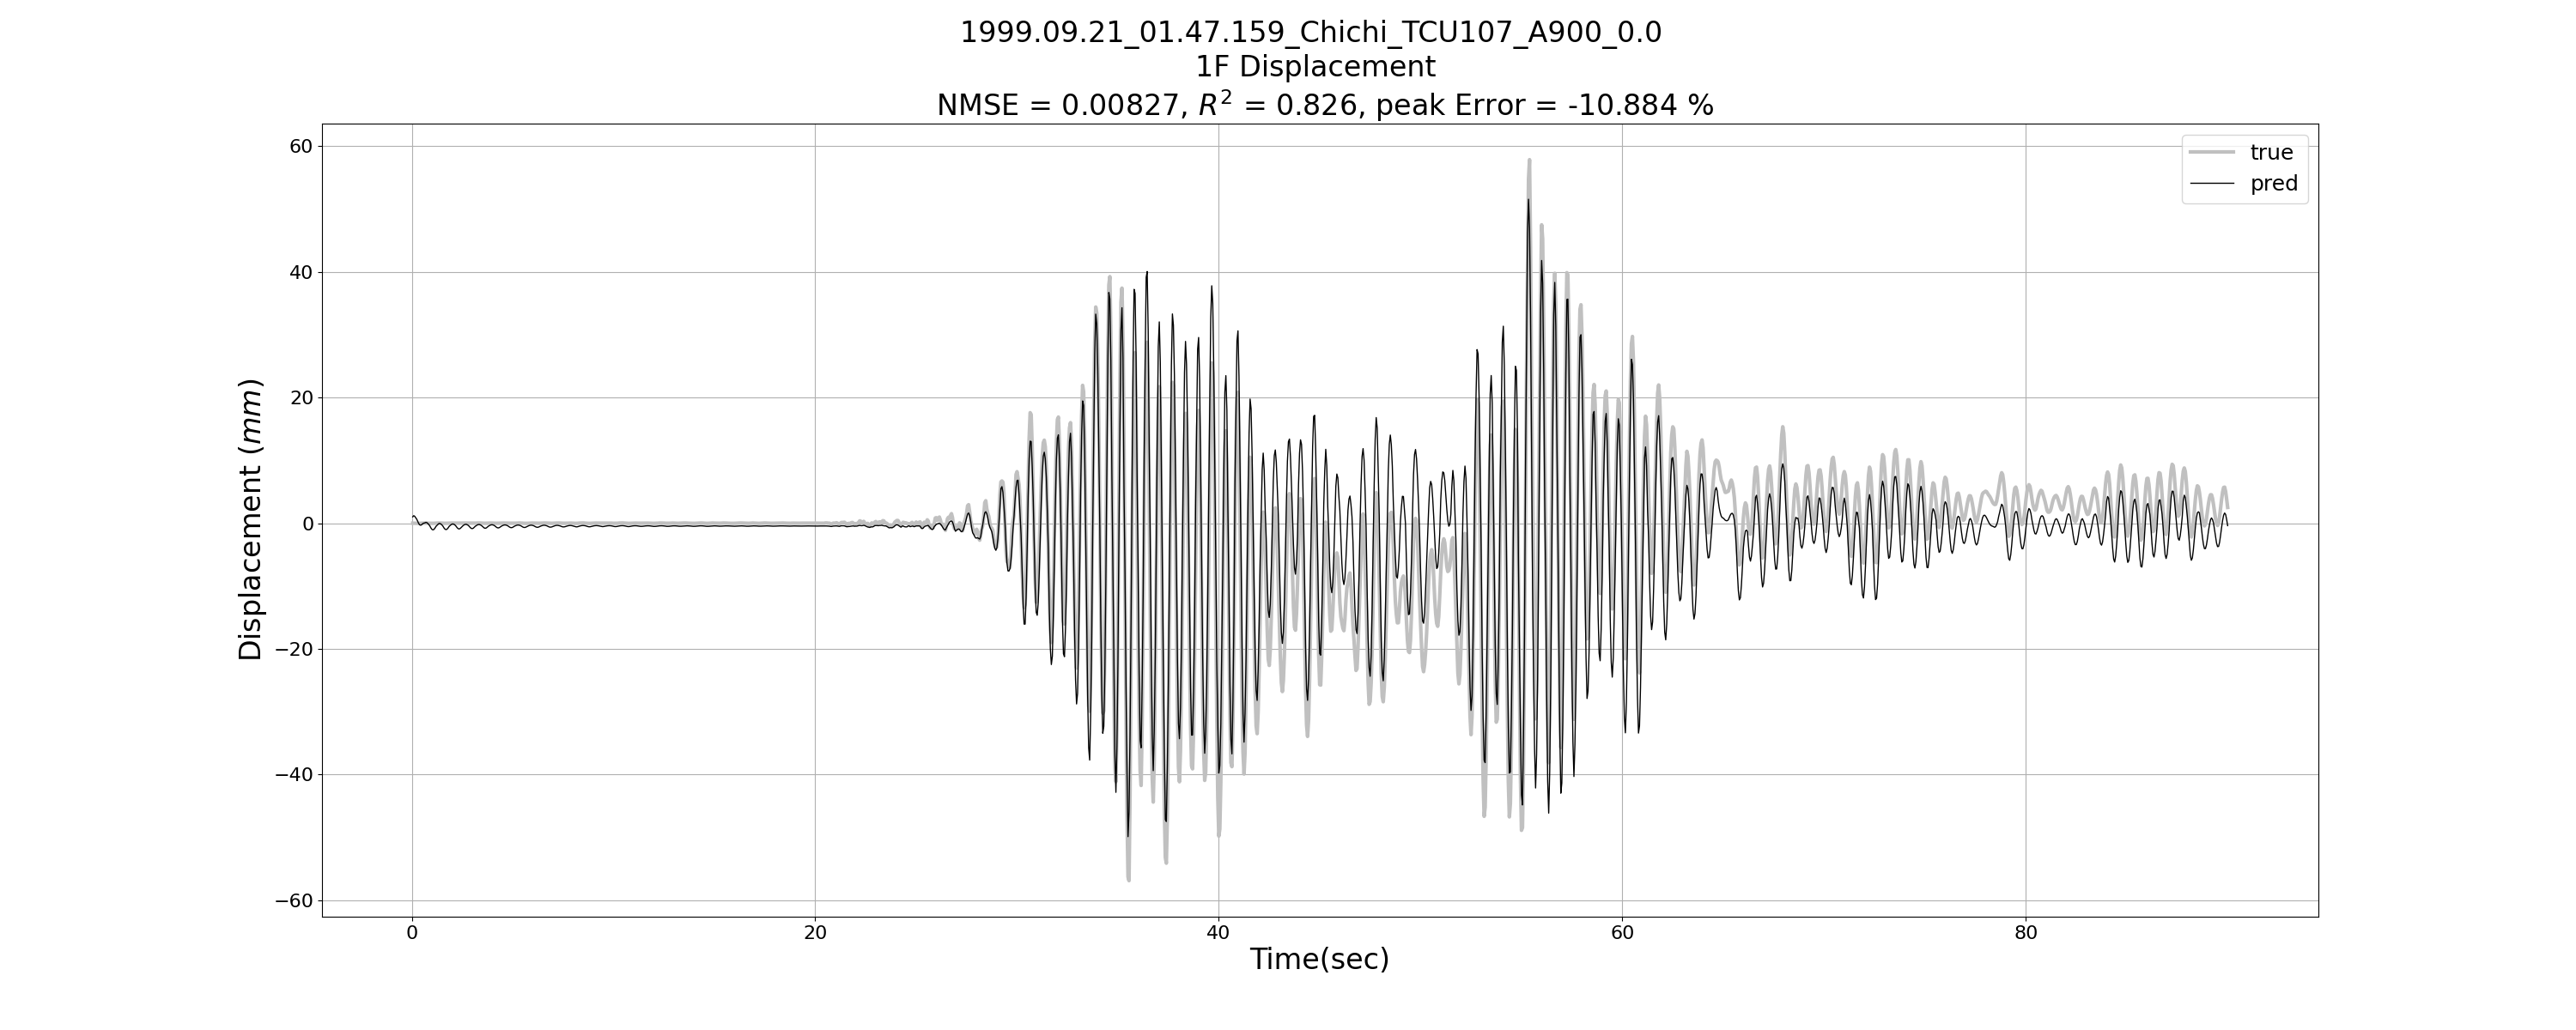 1999.09.21_01.47.159_Chichi_TCU107_A900_0.0
1F Displacement
NMSE = 0.00827, R² = 0.826, peak Error = -10.884 %
true
pred
Displacement (mm)
60
40
20
0
−20
−40
−60
0 20 40 60 80
Time(sec)